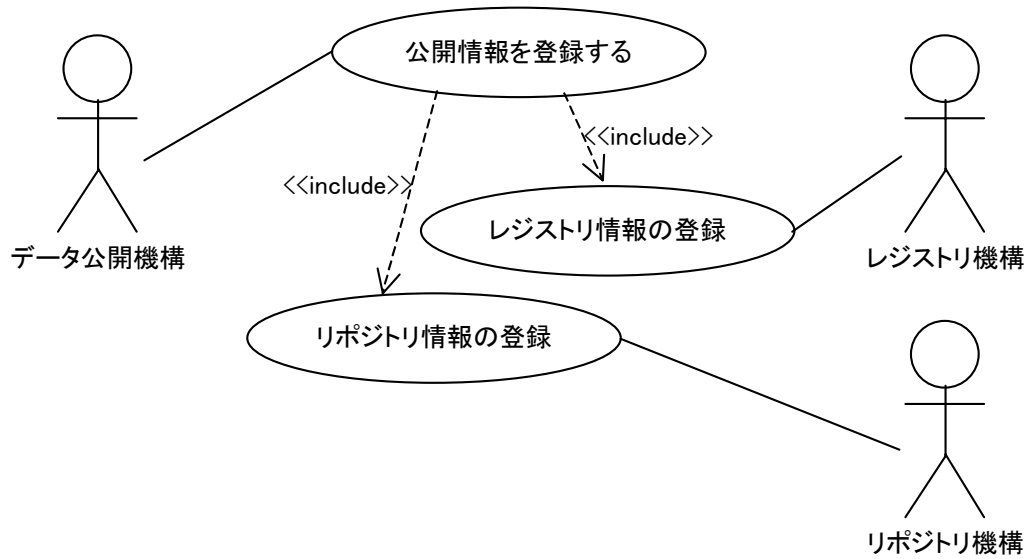 公開情報を登録する
<<include>>
<<include>>
レジストリ情報の登録
データ公開機構
レジストリ機構
リポジトリ情報の登録
リポジトリ機構